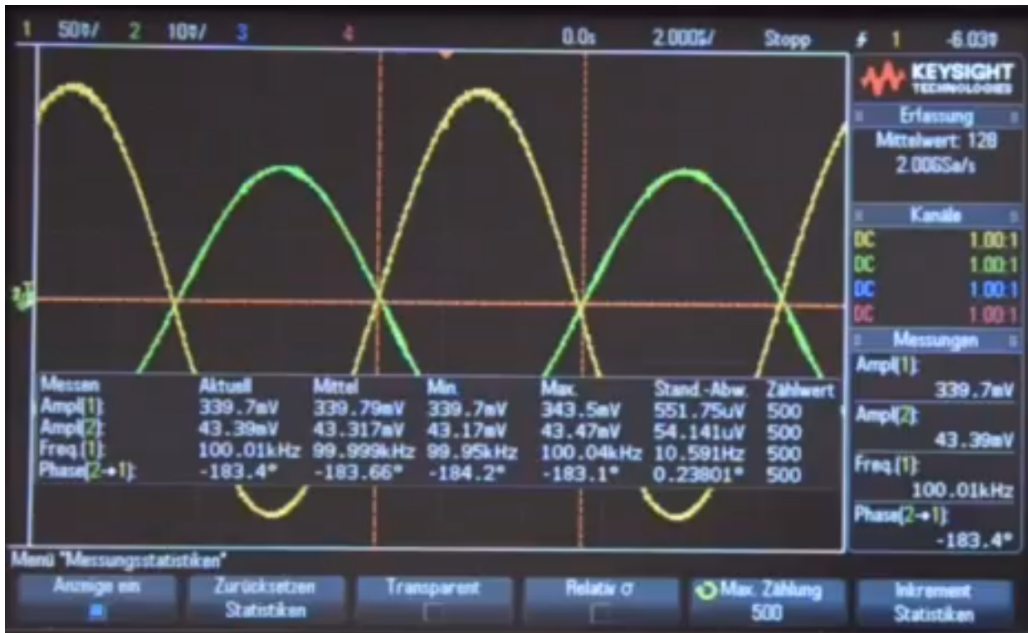 1 50▽/ 2 10▽/ 3 4 0.0s 2.000s/ Stopp 1 -6.03▽
KEYSIGHT
TECHNOLOGIES
Erfassung
Mittelwert: 128
2.00GSa/s
Kanäle
DC 1.00:1
DC 1.00:1
DC 1.00:1
DC 1.00:1
Messungen
Ampl(1):
339.7mV
Ampl(2):
43.39mV
Freq.(1):
100.01kHz
Phase(2→1):
-183.4°
Messen Aktuell Mittel Min. Max. Stand.-Abw. Zählwert
Ampl(1): 339.7mV 339.79mV 339.7mV 343.5mV 551.75uV 500
Ampl(2): 43.39mV 43.317mV 43.17mV 43.47mV 54.141uV 500
Freq.(1): 100.01kHz 99.999kHz 99.95kHz 100.04kHz 10.591Hz 500
Phase(2→1): -183.4° -183.66° -184.2° -183.1° 0.23801° 500
Menü "Messungsstatistiken"
Anzeige ein
Zurücksetzen
Statistiken
Transparent
Relativ σ
Max. Zählung
500
Inkrement
Statistiken